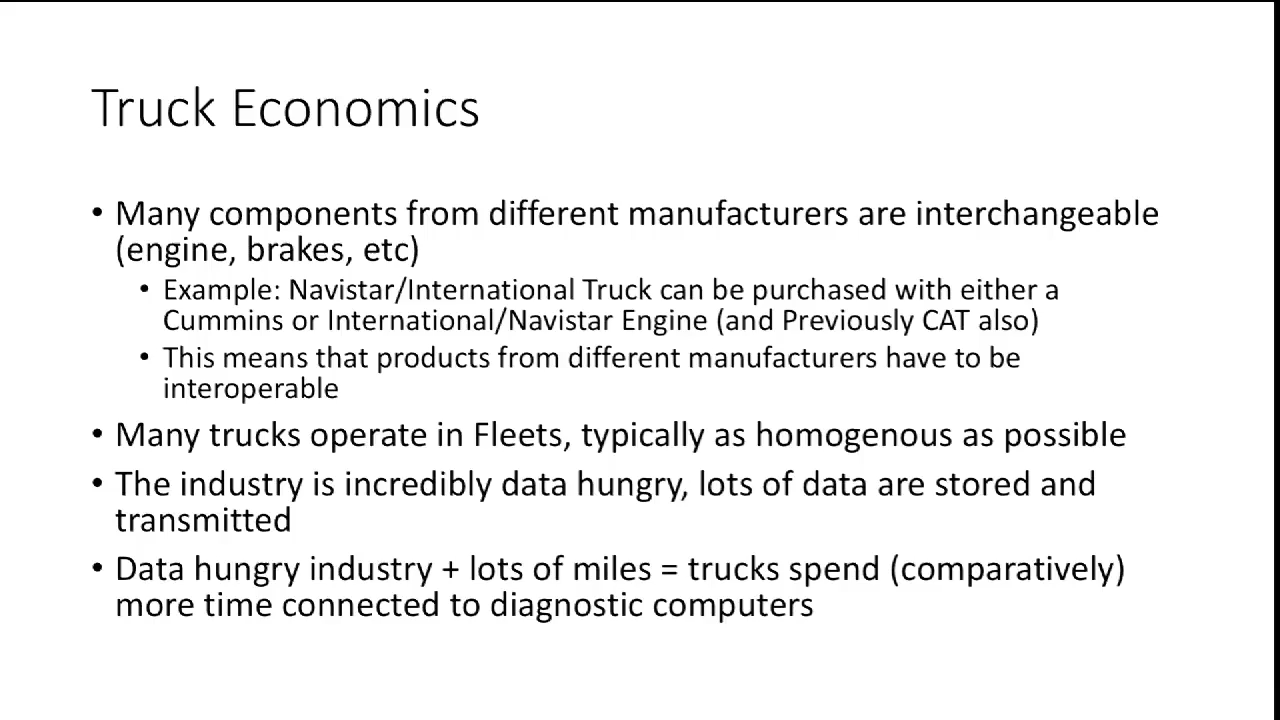 Truck Economics
• Many components from different manufacturers are interchangeable
(engine, brakes, etc)
• Example: Navistar/International Truck can be purchased with either a
Cummins or International/Navistar Engine (and Previously CAT also)
• This means that products from different manufacturers have to be
interoperable
• Many trucks operate in Fleets, typically as homogenous as possible
• The industry is incredibly data hungry, lots of data are stored and
transmitted
• Data hungry industry + lots of miles = trucks spend (comparatively)
more time connected to diagnostic computers